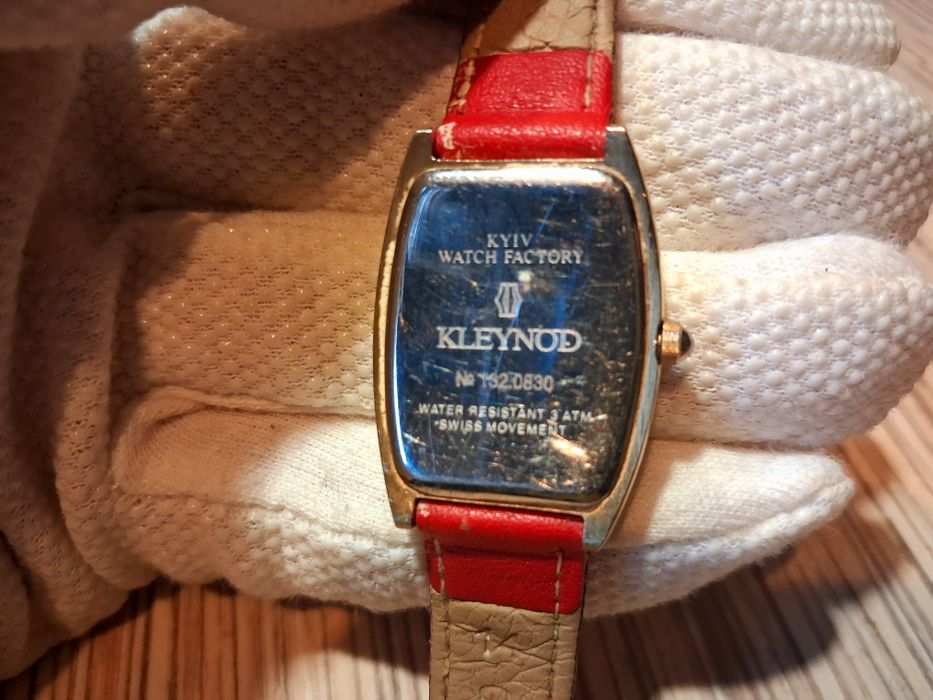 KYIV
WATCH FACTORY
KLEYNOD
№ 132.0830
WATER RESISTANT 3 ATM
SWISS MOVEMENT